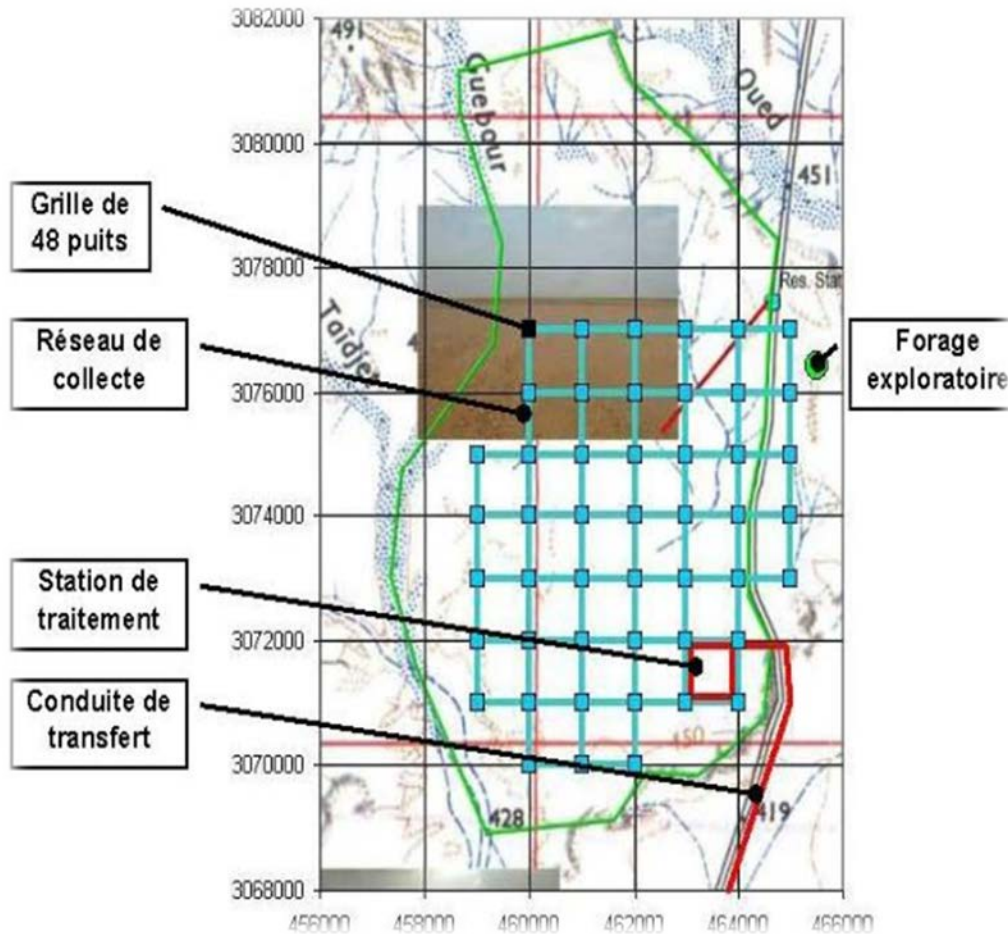 3082000
491
Guebour
Oued
3080000
451
Grille de
48 puits
3078000
Res. Stat
Taïdjer
Réseau de
collecte
3076000
Forage
exploratoire
3074000
Station de
traitement
3072000
Conduite de
transfert
450
3070000
428
419
3068000
456000
458000
460000
462000
464000
466000